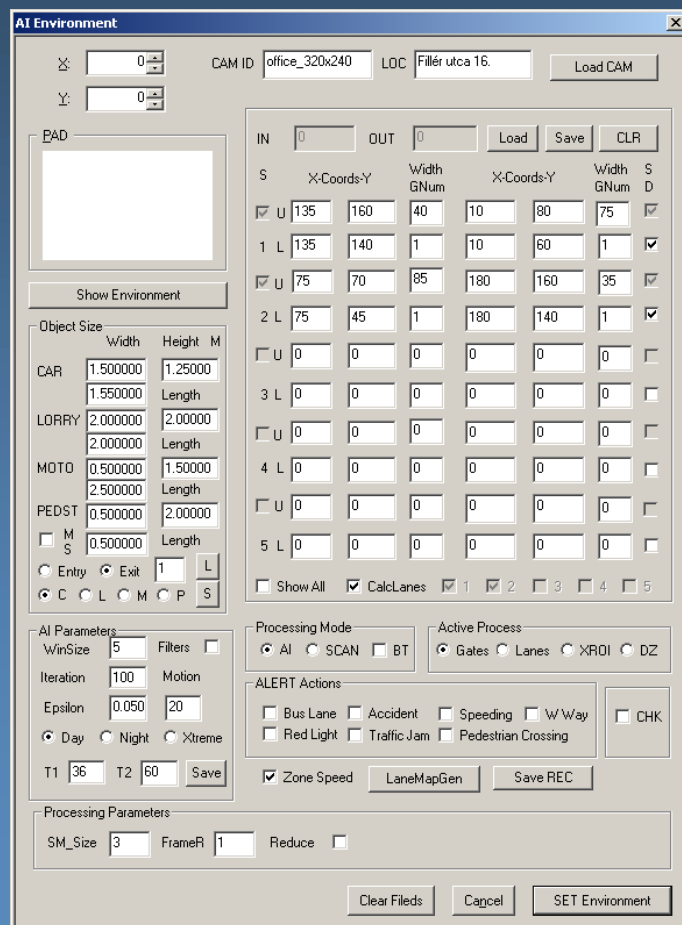 AI Environment
X: 0 CAM ID office_320x240 LOC Fillér utca 16. Load CAM
Y: 0
PAD
IN 0 OUT 0 Load Save CLR
S X-Coords-Y Width GNum X-Coords-Y Width GNum S D
U 135 160 40 10 80 75
1 L 135 140 1 10 60 1
U 75 70 85 180 160 35
2 L 75 45 1 180 140 1
U 0 0 0 0 0 0
3 L 0 0 0 0 0 0
U 0 0 0 0 0 0
4 L 0 0 0 0 0 0
U 0 0 0 0 0 0
5 L 0 0 0 0 0 0
Show All CalcLanes 1 2 3 4 5
Show Environment
Object Size
Width Height M
CAR 1.500000 1.25000
1.550000 Length
LORRY 2.000000 2.00000
2.000000 Length
MOTO 0.500000 1.50000
2.500000 Length
PEDST 0.500000 2.00000
M S 0.500000 Length
Entry Exit 1 L
C L M P S
AI Parameters
WinSize 5 Filters
Iteration 100 Motion
Epsilon 0.050 20
Day Night Xtreme
T1 36 T2 60 Save
Processing Mode
AI SCAN BT
Active Process
Gates Lanes XROI DZ
ALERT Actions
Bus Lane Accident Speeding W Way
Red Light Traffic Jam Pedestrian Crossing
CHK
Zone Speed LaneMapGen Save REC
Processing Parameters
SM_Size 3 FrameR 1 Reduce
Clear Fileds Cancel SET Environment